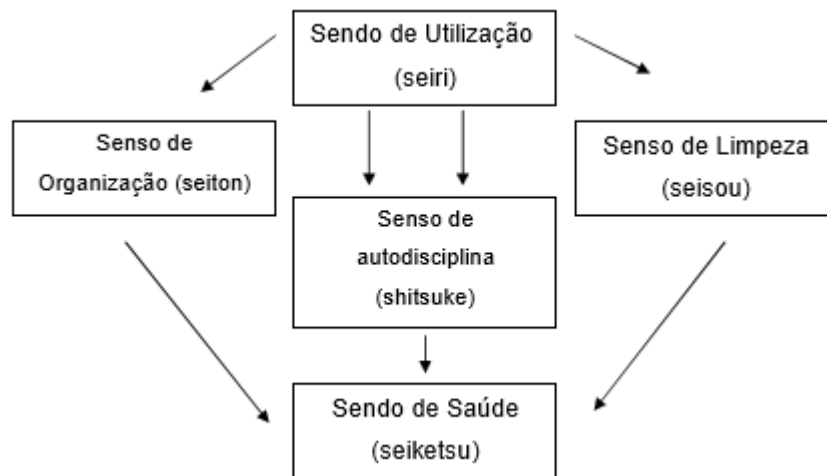 Sendo de Utilização
(seiri)
Senso de
Organização (seiton)
Senso de Limpeza
(seisou)
Senso de
autodisciplina
(shitsuke)
Sendo de Saúde
(seiketsu)